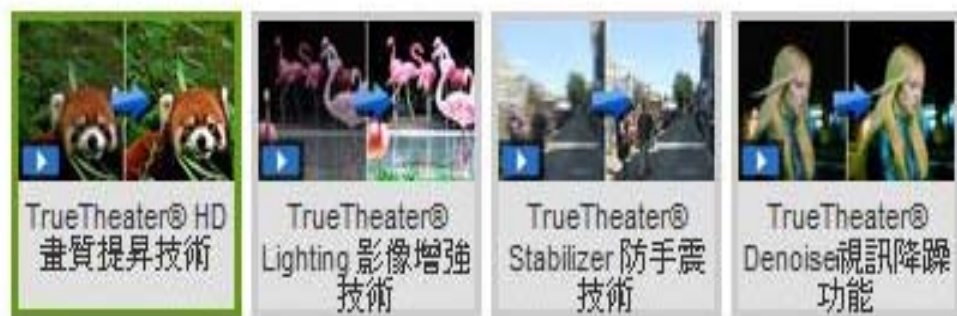 TrueTheater® HD
畫質提昇技術
TrueTheater®
Lighting 影像增強
技術
TrueTheater®
Stabilizer 防手震
技術
TrueTheater®
Denoise視訊降躁
功能